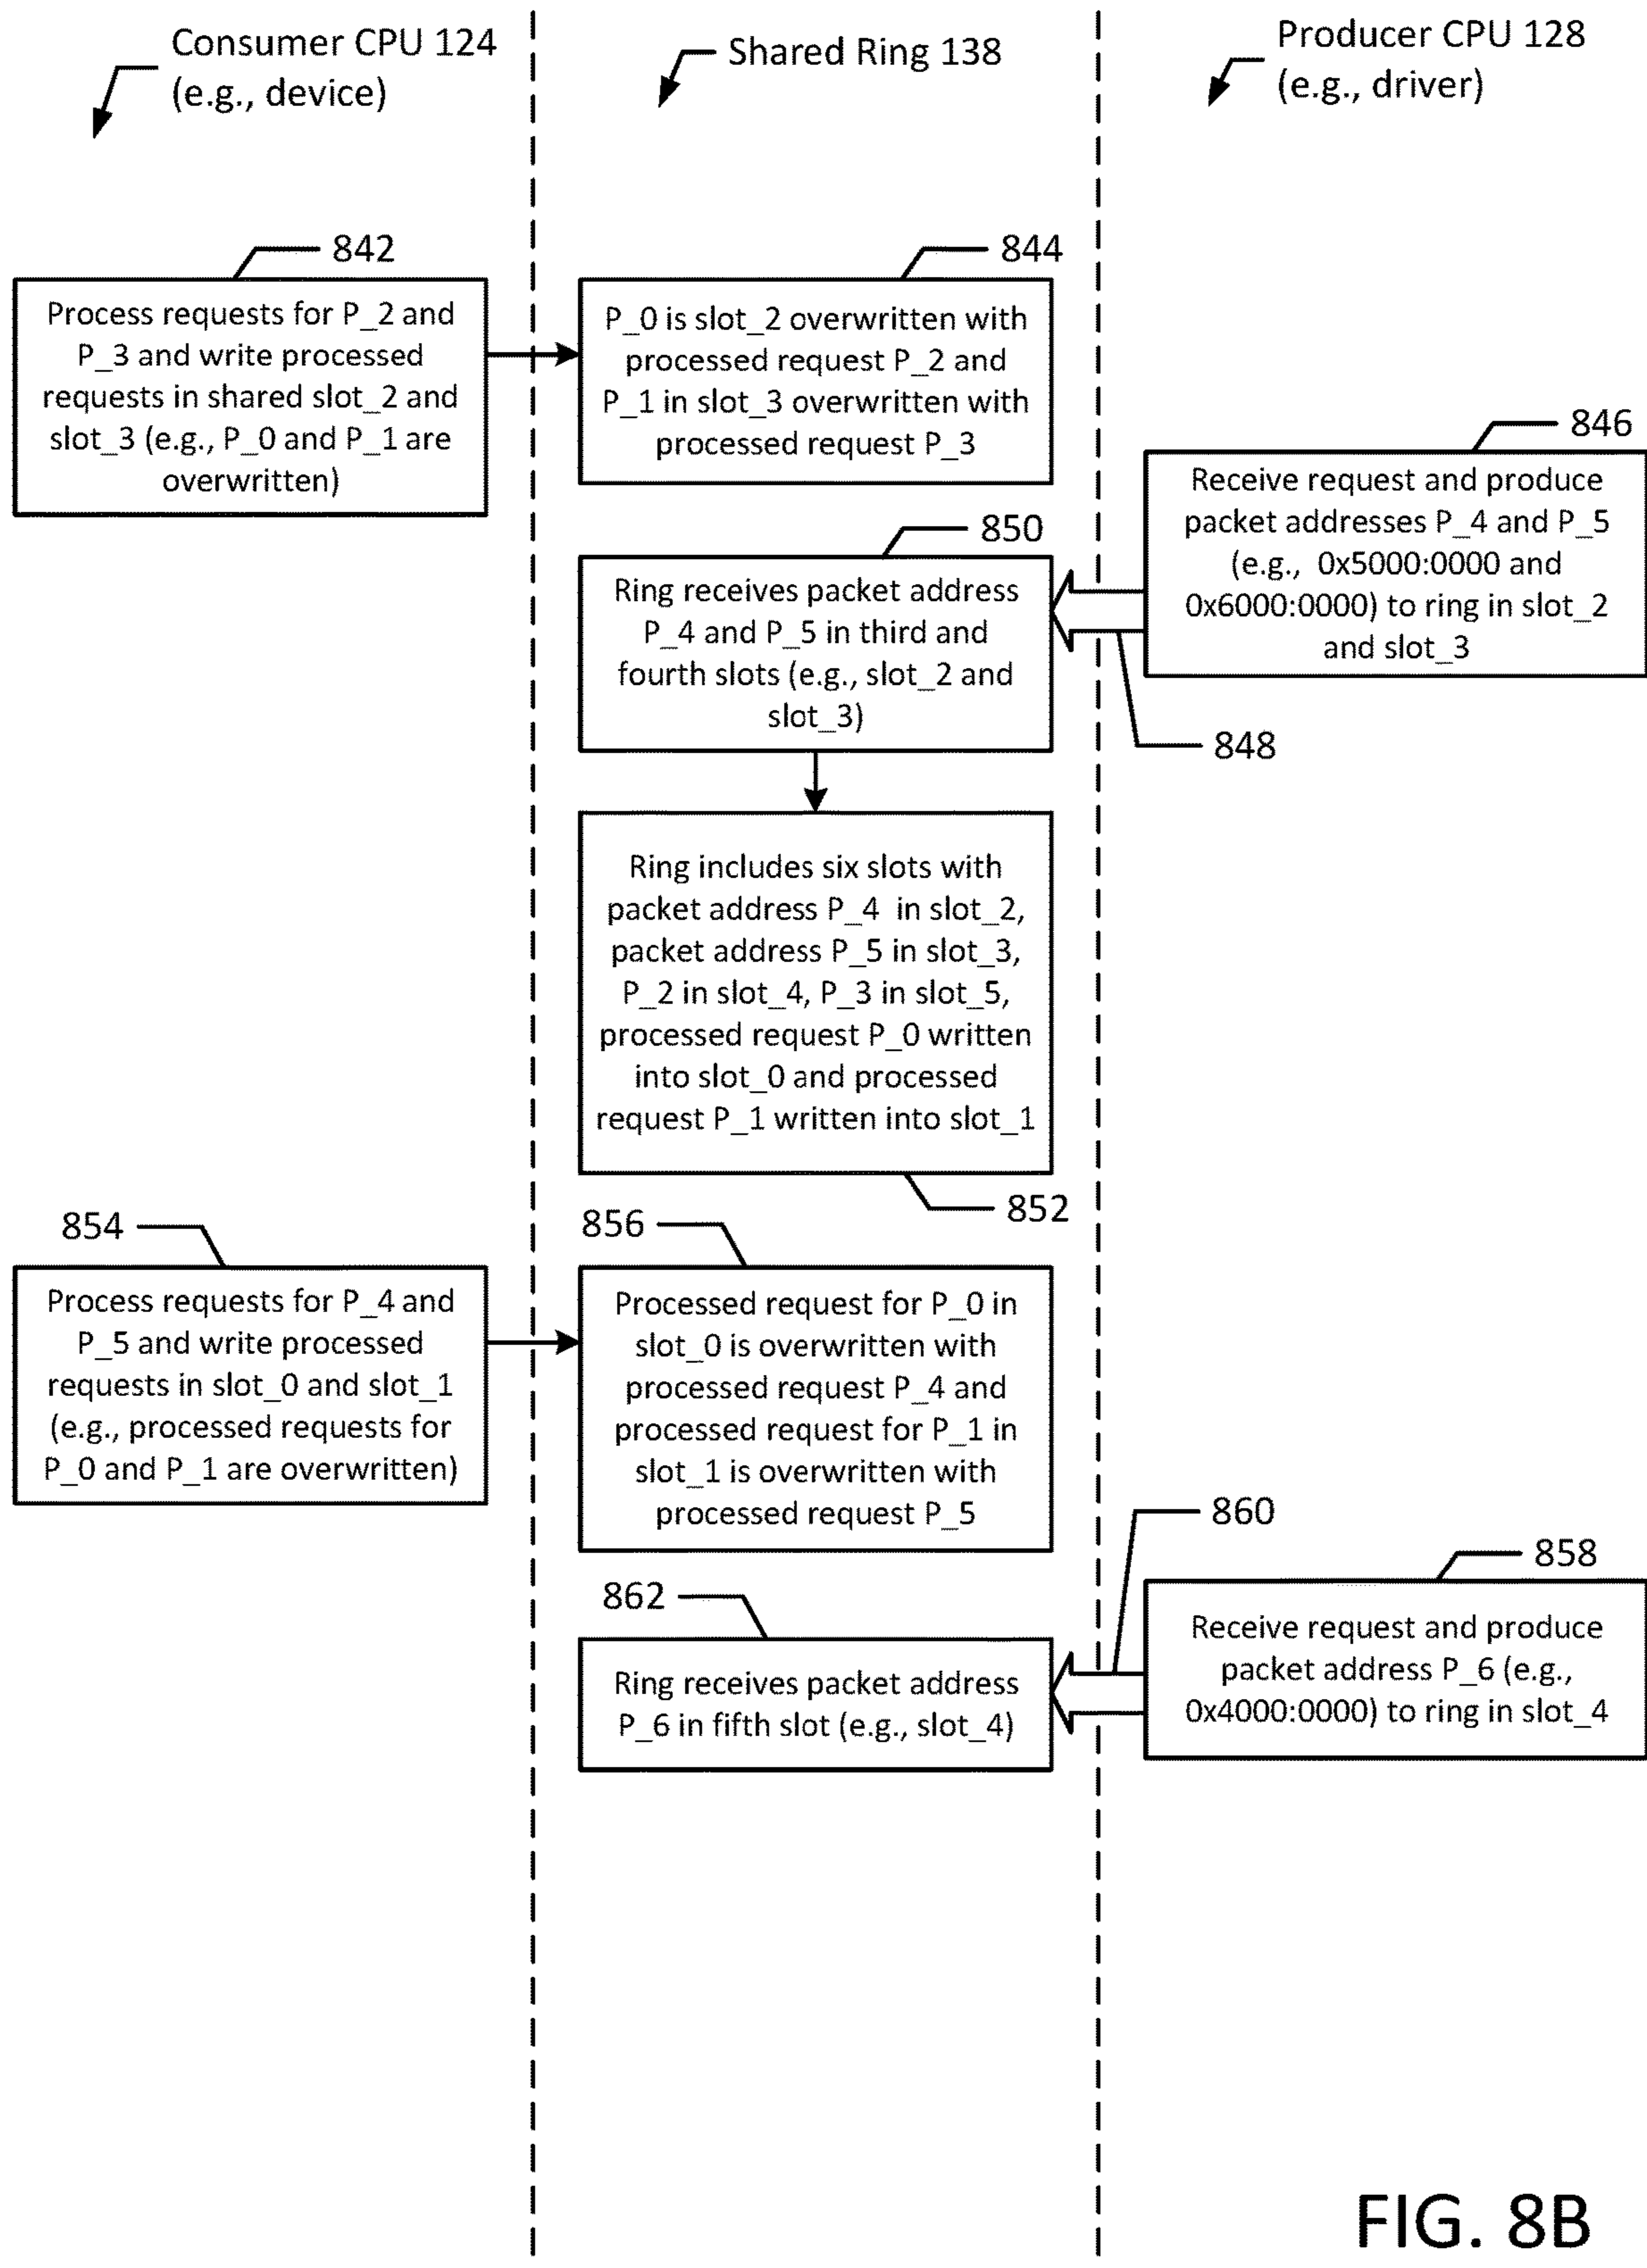 Consumer CPU 124
(e.g., device)
Shared Ring 138
Producer CPU 128
(e.g., driver)
842
Process requests for P_2 and
P_3 and write processed
requests in shared slot_2 and
slot_3 (e.g., P_0 and P_1 are
overwritten)
844
P_0 is slot_2 overwritten with
processed request P_2 and
P_1 in slot_3 overwritten with
processed request P_3
846
Receive request and produce
packet addresses P_4 and P_5
(e.g., 0x5000:0000 and
0x6000:0000) to ring in slot_2
and slot_3
848
850
Ring receives packet address
P_4 and P_5 in third and
fourth slots (e.g., slot_2 and
slot_3)
Ring includes six slots with
packet address P_4 in slot_2,
packet address P_5 in slot_3,
P_2 in slot_4, P_3 in slot_5,
processed request P_0 written
into slot_0 and processed
request P_1 written into slot_1
852
854
Process requests for P_4 and
P_5 and write processed
requests in slot_0 and slot_1
(e.g., processed requests for
P_0 and P_1 are overwritten)
856
Processed request for P_0 in
slot_0 is overwritten with
processed request P_4 and
processed request for P_1 in
slot_1 is overwritten with
processed request P_5
860
858
Receive request and produce
packet address P_6 (e.g.,
0x4000:0000) to ring in slot_4
862
Ring receives packet address
P_6 in fifth slot (e.g., slot_4)
FIG. 8B